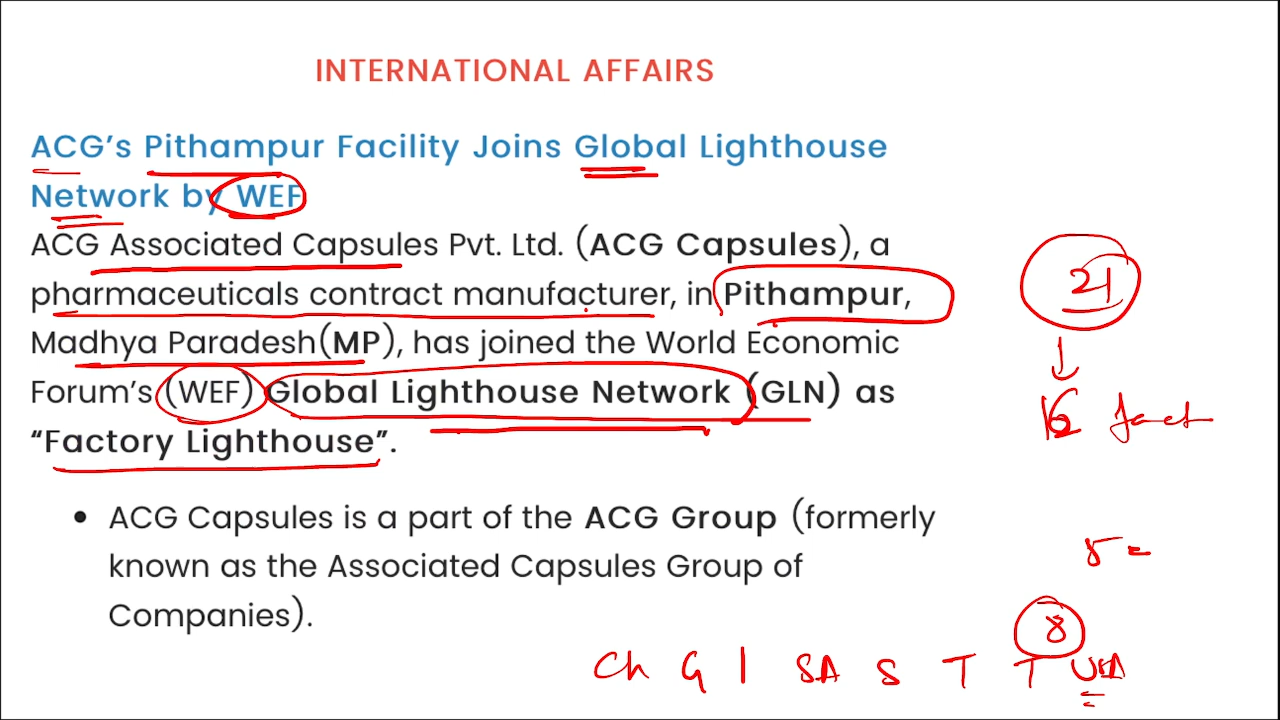 INTERNATIONAL AFFAIRS
ACG's Pithampur Facility Joins Global Lighthouse
Network by WEF
ACG Associated Capsules Pvt. Ltd. (ACG Capsules), a
pharmaceuticals contract manufacturer, in Pithampur,
Madhya Paradesh(MP), has joined the World Economic
Forum's (WEF) Global Lighthouse Network (GLN) as
“Factory Lighthouse”.
• ACG Capsules is a part of the ACG Group (formerly
known as the Associated Capsules Group of
Companies).
21
16 fact
8
Ch G I SA S T T USA